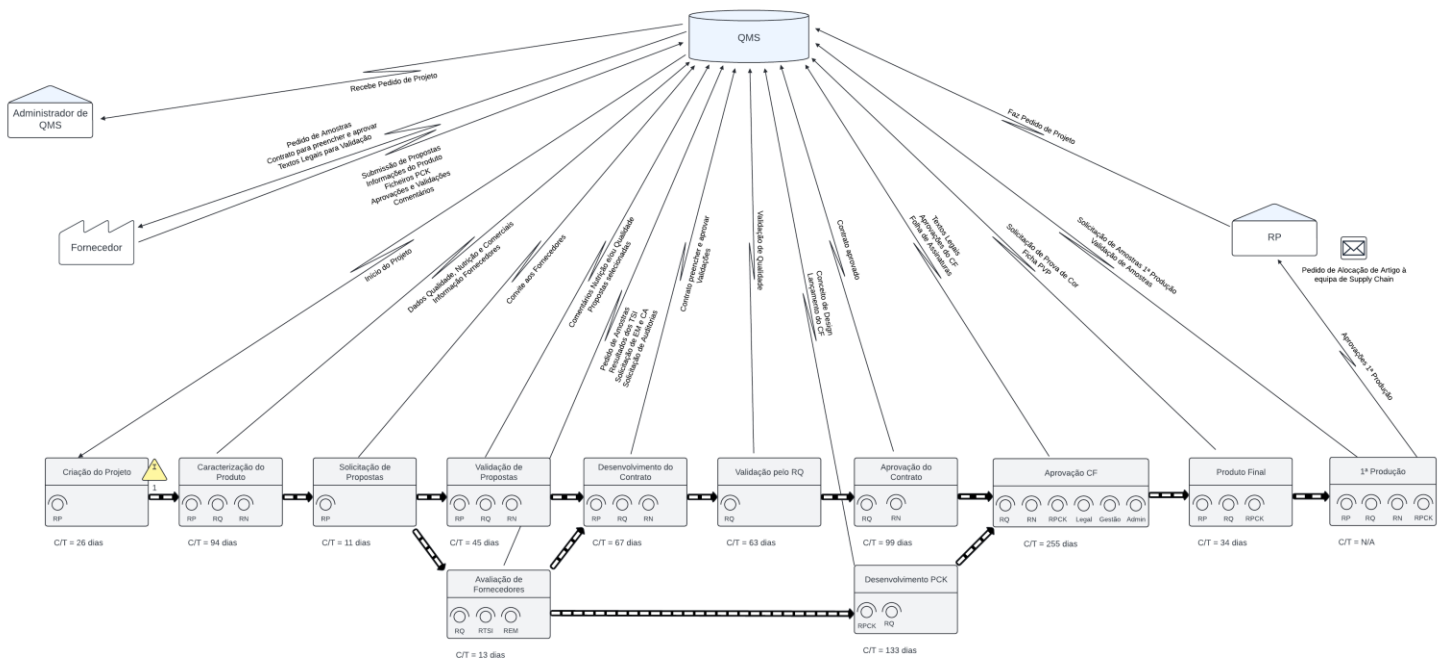 QMS
Administrador de
QMS
Recebe Pedido de Projeto
Faz Pedido de Projeto
Pedido de Amostras
Contrato para preencher e aprovar
Textos Legais para Validação
Submissão de Propostas
Informações do Produto
Ficheiros PCK
Aprovações e Validações
Comentários
Fornecedor
RP
Pedido de Alocação de Artigo à
equipa de Supply Chain
Início do Projeto
Dados Qualidade, Nutrição e Comerciais
Informação Fornecedores
Convite aos Fornecedores
Comentários Nutrição e/ou Qualidade
Propostas selecionadas
Pedido de Amostras
Resultados dos TSI
Solicitação de EM e CA
Solicitação de Auditorias
Contrato preencher e aprovar
Validações
Validação de Qualidade
Conceito de Design
Lançamento do CF
Contrato aprovado
Textos Legais
Aprovações do CF
Folha de Assinaturas
Solicitação de Prova de Cor
Ficha PVP
Solicitação de Amostras 1ª Produção
Validação de Amostras
Aprovações 1ª Produção
Criação do Projeto
RP
C/T = 26 dias
1
1
Caracterização do
Produto
RP RQ RN
C/T = 94 dias
Solicitação de
Propostas
RP
C/T = 11 dias
Validação de
Propostas
RP RQ RN
C/T = 45 dias
Desenvolvimento do
Contrato
RP RQ RN
C/T = 67 dias
Validação pelo RQ
RQ
C/T = 63 dias
Aprovação do
Contrato
RQ RN
C/T = 99 dias
Aprovação CF
RQ RN RPCK Legal Gestão Admin
C/T = 255 dias
Produto Final
RP RQ RPCK
C/T = 34 dias
1ª Produção
RP RQ RN RPCK
C/T = N/A
Avaliação de
Fornecedores
RQ RTSI REM
C/T = 13 dias
Desenvolvimento PCK
RPCK RQ
C/T = 133 dias